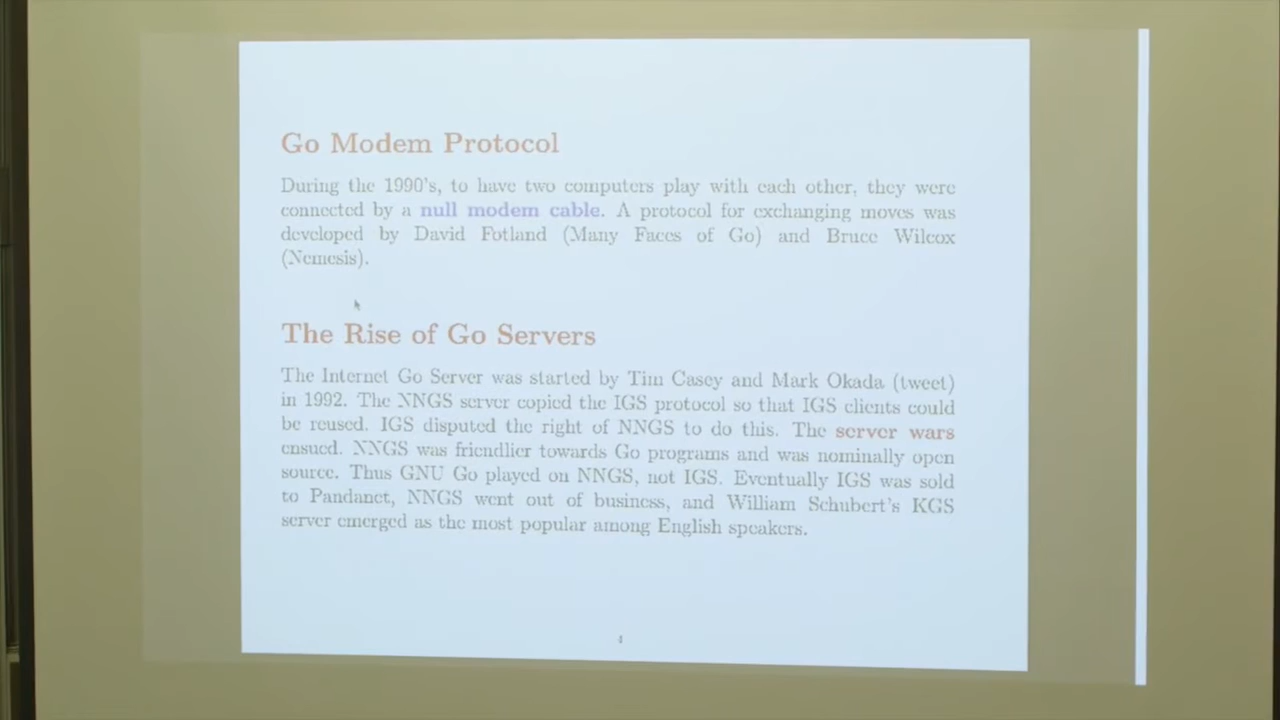 Go Modem Protocol
During the 1990's, to have two computers play with each other, they were
connected by a null modem cable. A protocol for exchanging moves was
developed by David Fotland (Many Faces of Go) and Bruce Wilcox
(Nemesis).
The Rise of Go Servers
The Internet Go Server was started by Tim Casey and Mark Okada (tweet)
in 1992. The NNGS server copied the IGS protocol so that IGS clients could
be reused. IGS disputed the right of NNGS to do this. The server wars
ensued. NNGS was friendlier towards Go programs and was nominally open
source. Thus GNU Go played on NNGS, not IGS. Eventually IGS was sold
to Pandanet, NNGS went out of business, and William Schubert's KGS
server emerged as the most popular among English speakers.
4